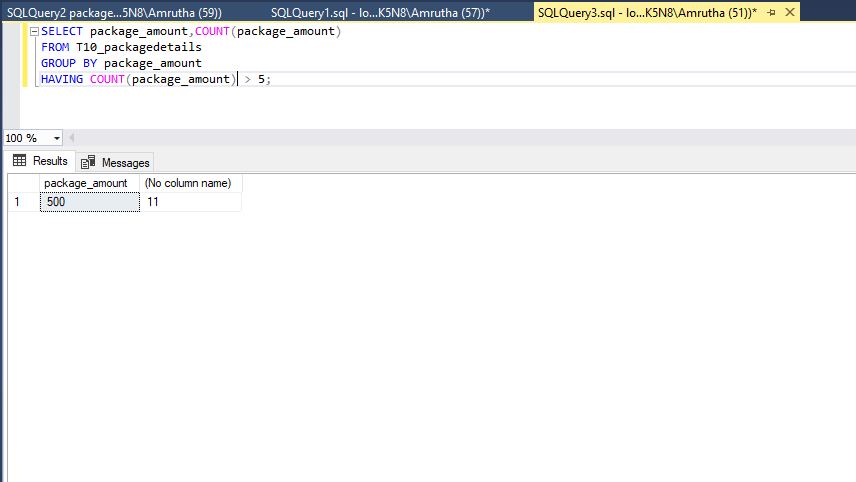 SQLQuery2 package...5N8\Amrutha (59)) SQLQuery1.sql - lo...K5N8\Amrutha (57))* SQLQuery3.sql - lo...K5N8\Amrutha (51))*
SELECT package_amount,COUNT(package_amount)
FROM T10_packagedetails
GROUP BY package_amount
HAVING COUNT(package_amount) > 5;
100 %
Results Messages
package_amount (No column name)
1 500 11